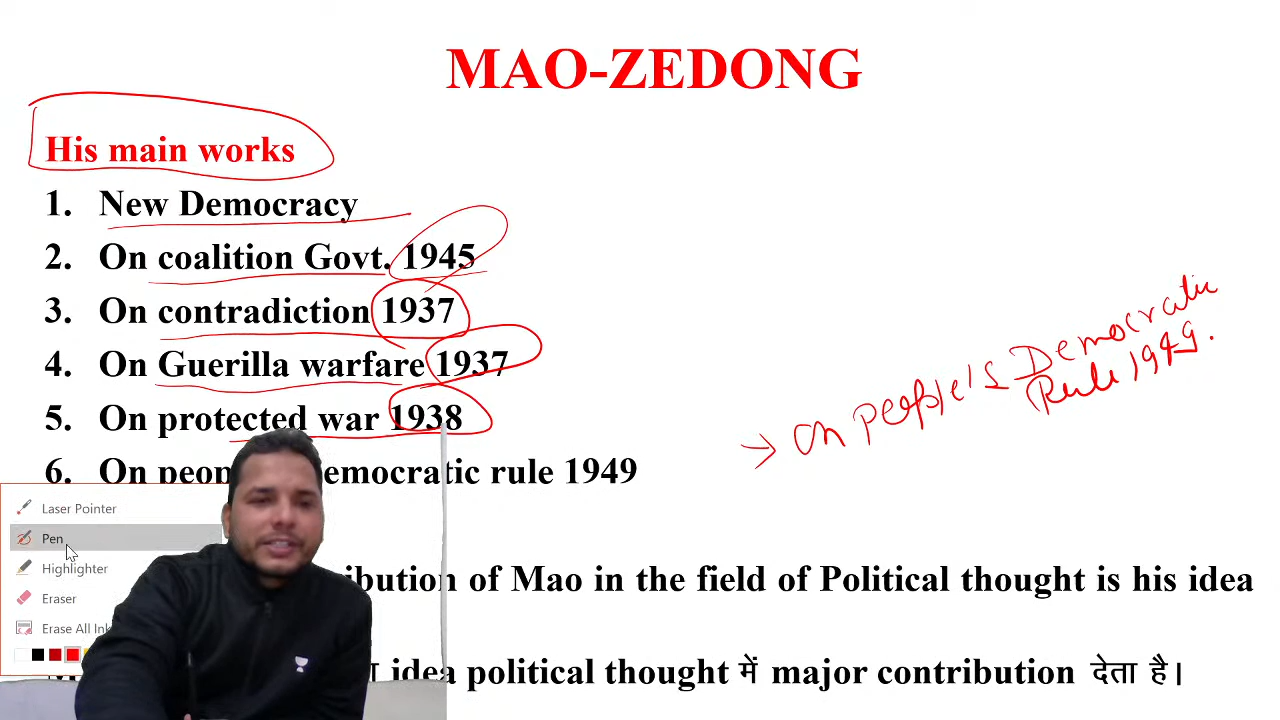 MAO-ZEDONG
His main works
1. New Democracy
2. On coalition Govt. 1945
3. On contradiction 1937
4. On Guerilla warfare 1937
5. On protected war 1938
6. On democratic rule 1949
→ On people's Democratic
Rule 1949.
Laser Pointer
Pen
Highlighter
Eraser
Erase All Ink
of Mao in the field of Political thought is his idea
idea political thought में major contribution देता है।